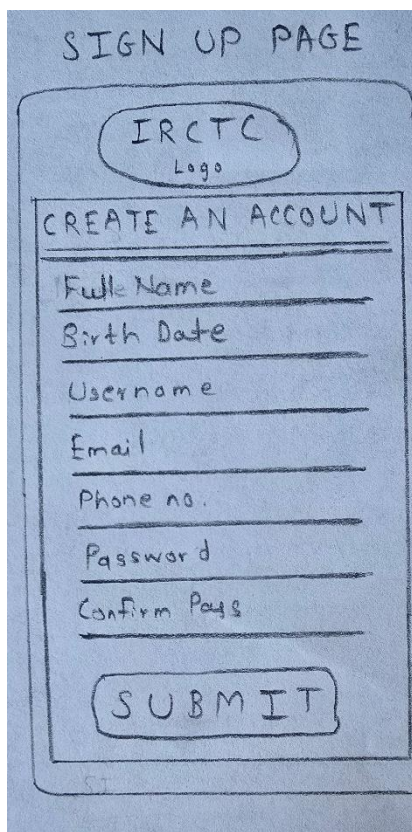 SIGN UP PAGE
IRCTC
Logo
CREATE AN ACCOUNT
Full Name
Birth Date
Username
Email
Phone no.
Password
Confirm Pass
SUBMIT